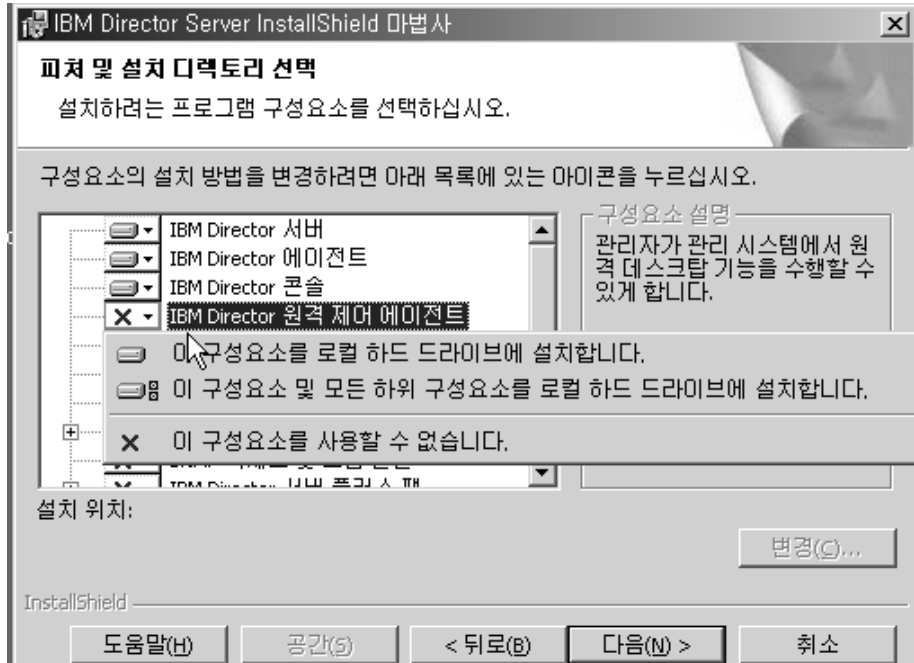 IBM Director Server InstallShield 마법사
피처 및 설치 디렉토리 선택
설치하려는 프로그램 구성요소를 선택하십시오.
구성요소의 설치 방법을 변경하려면 아래 목록에 있는 아이콘을 누르십시오.
IBM Director 서버
IBM Director 에이전트
IBM Director 콘솔
IBM Director 원격 제어 에이전트
구성요소 설명
관리자가 관리 시스템에서 원
격 데스크탑 기능을 수행할 수
있게 합니다.
이 구성요소를 로컬 하드 드라이브에 설치합니다.
이 구성요소 및 모든 하위 구성요소를 로컬 하드 드라이브에 설치합니다.
이 구성요소를 사용할 수 없습니다.
IBM Director 서버 플러스 팩
설치 위치:
변경(C)...
InstallShield
도움말(H)
공간(S)
< 뒤로(B)
다음(N) >
취소